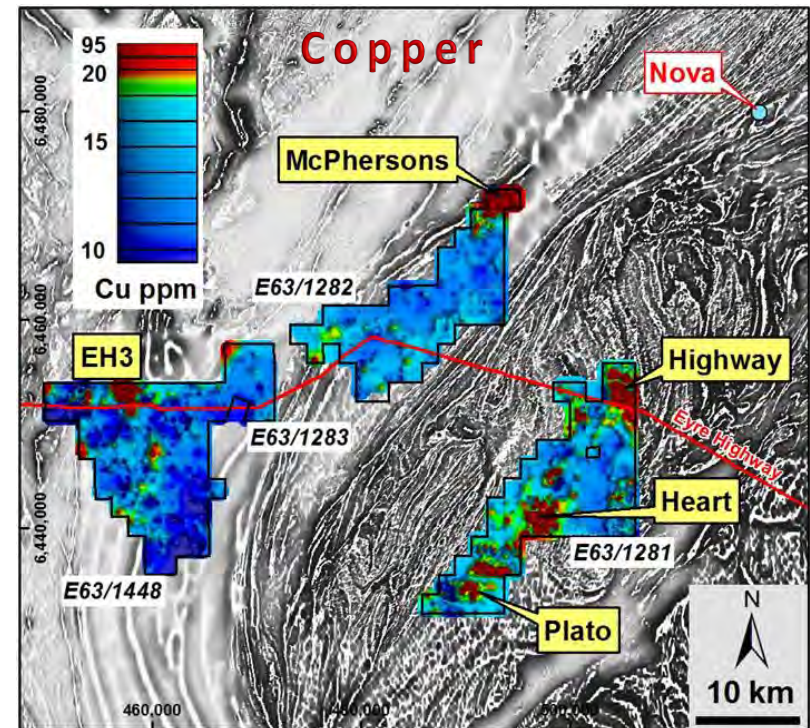 Copper
95
20
15
10
Cu ppm
Nova
6,480,000
McPhersons
E63/1282
6,460,000
EH3
Highway
E63/1283
Eyre Highway
Heart
6,440,000
E63/1281
E63/1448
Plato
N
10 km
460,000
480,000
500,000